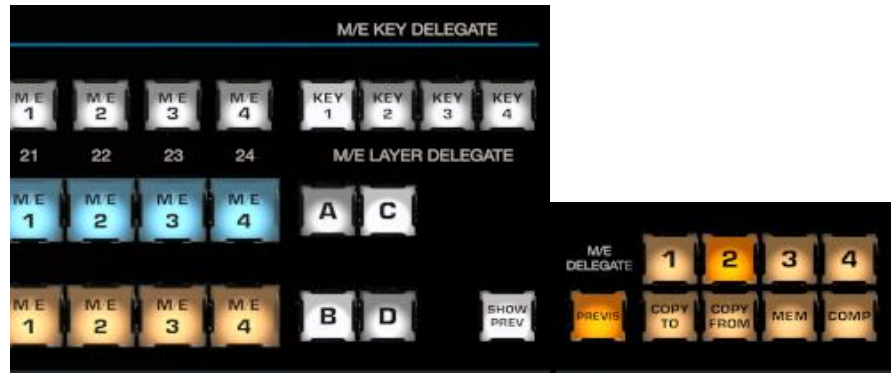 M/E KEY DELEGATE
M/E 1 M/E 2 M/E 3 M/E 4 KEY 1 KEY 2 KEY 3 KEY 4
21 22 23 24 M/E LAYER DELEGATE
M/E 1 M/E 2 M/E 3 M/E 4 A C
M/E 1 M/E 2 M/E 3 M/E 4 B D SHOW PREV
M/E DELEGATE 1 2 3 4
PREVIS COPY TO COPY FROM MEM COMP